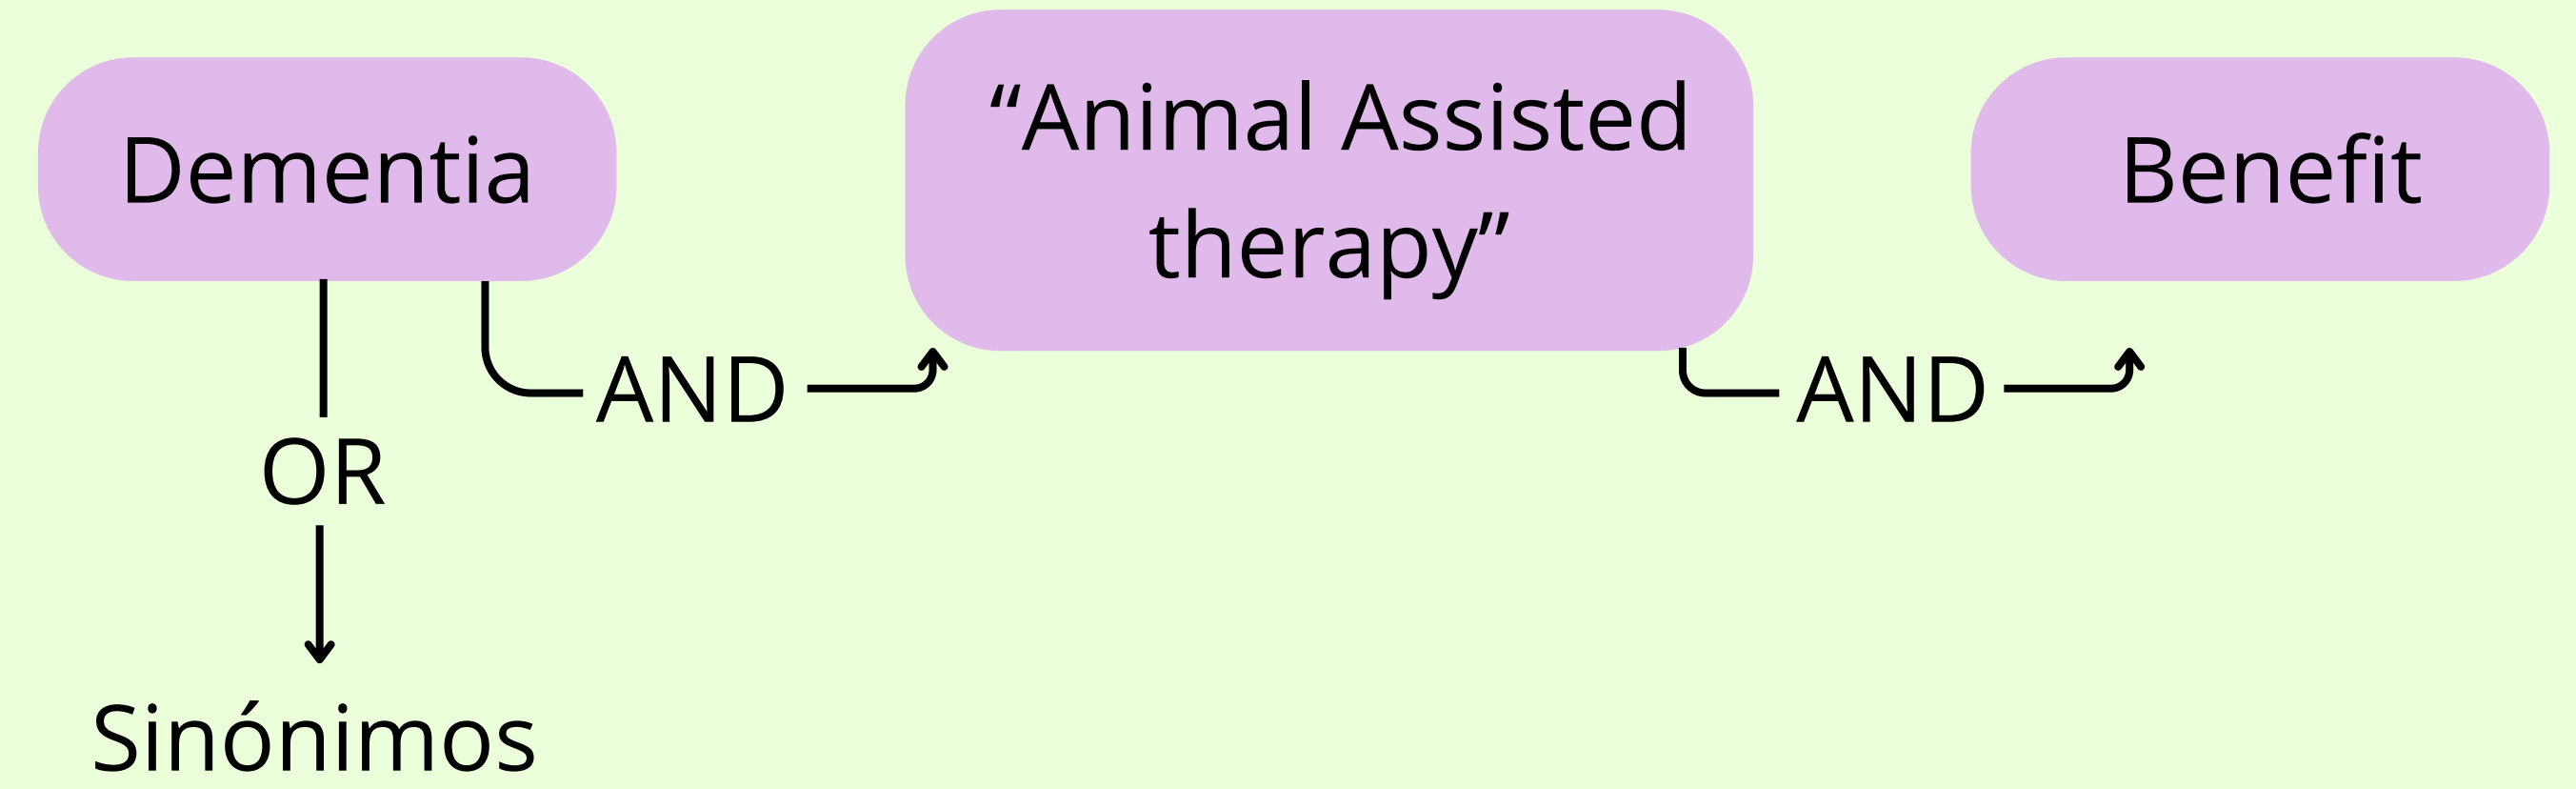 Dementia
“Animal Assisted
therapy”
Benefit
AND
AND
OR
Sinónimos